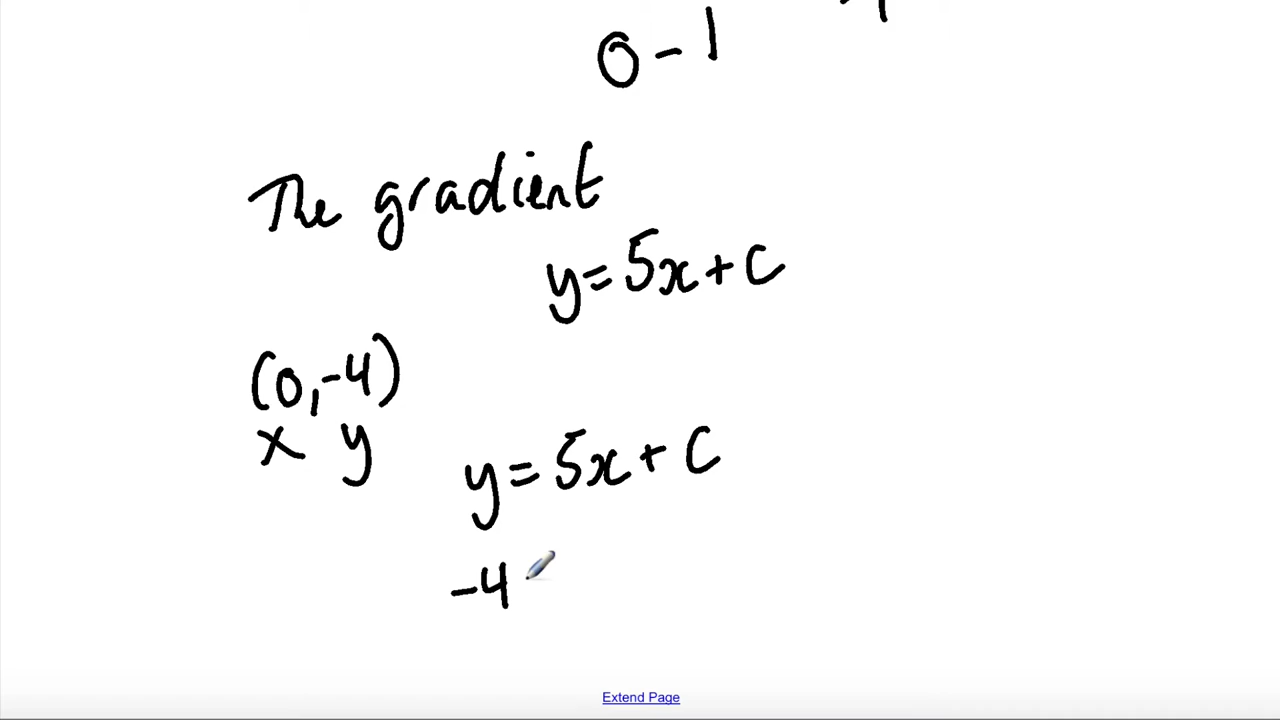 0 - 1
The gradient
y = 5x + c
(0, -4)
x y
y = 5x + c
-4
Extend Page